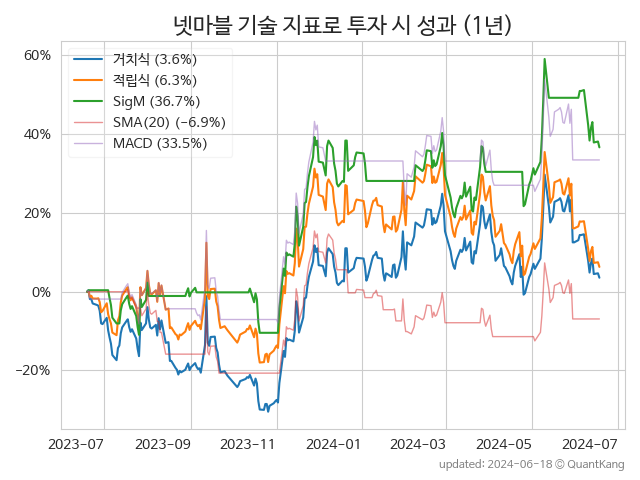 넷마블 기술 지표로 투자 시 성과 (1년)
거치식 (3.6%)
적립식 (6.3%)
SigM (36.7%)
SMA(20) (−6.9%)
MACD (33.5%)
60%
40%
20%
0%
−20%
2023-07 2023-09 2023-11 2024-01 2024-03 2024-05 2024-07
updated: 2024-06-18 © QuantKang